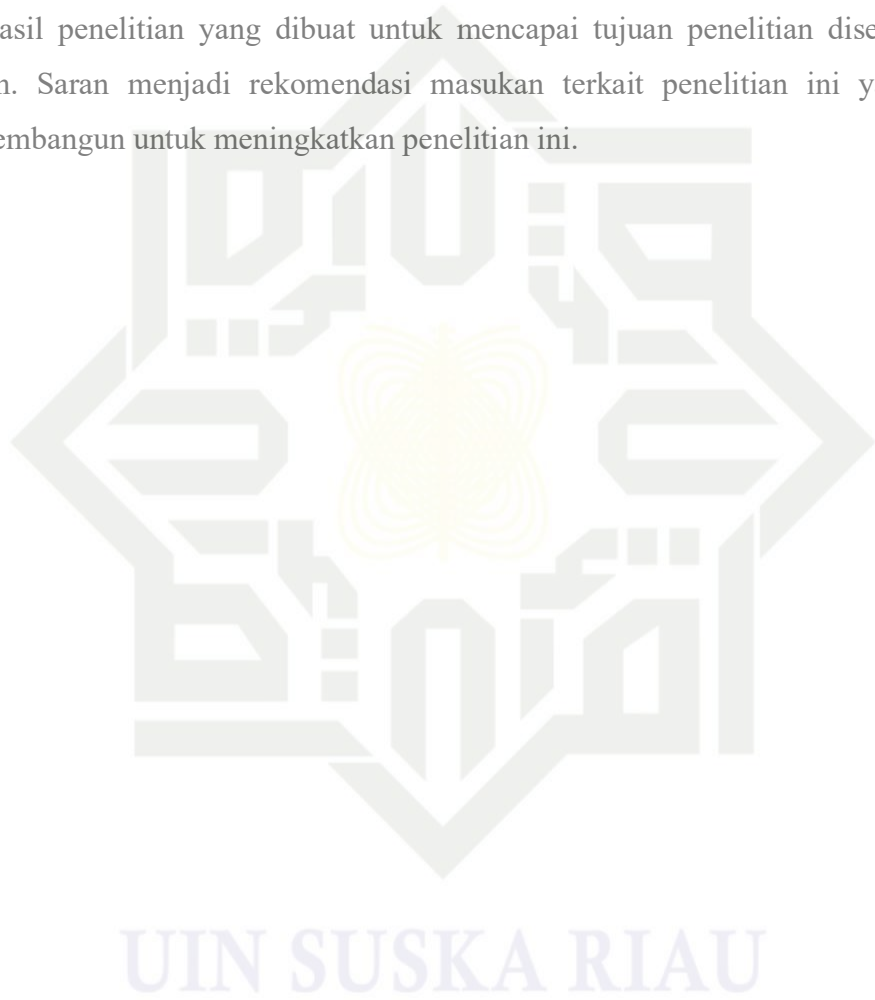 asil penelitian yang dibuat untuk mencapai tujuan penelitian dise
n. Saran menjadi rekomendasi masukan terkait penelitian ini y
embangun untuk meningkatkan penelitian ini.
UIN SUSKA RIAU